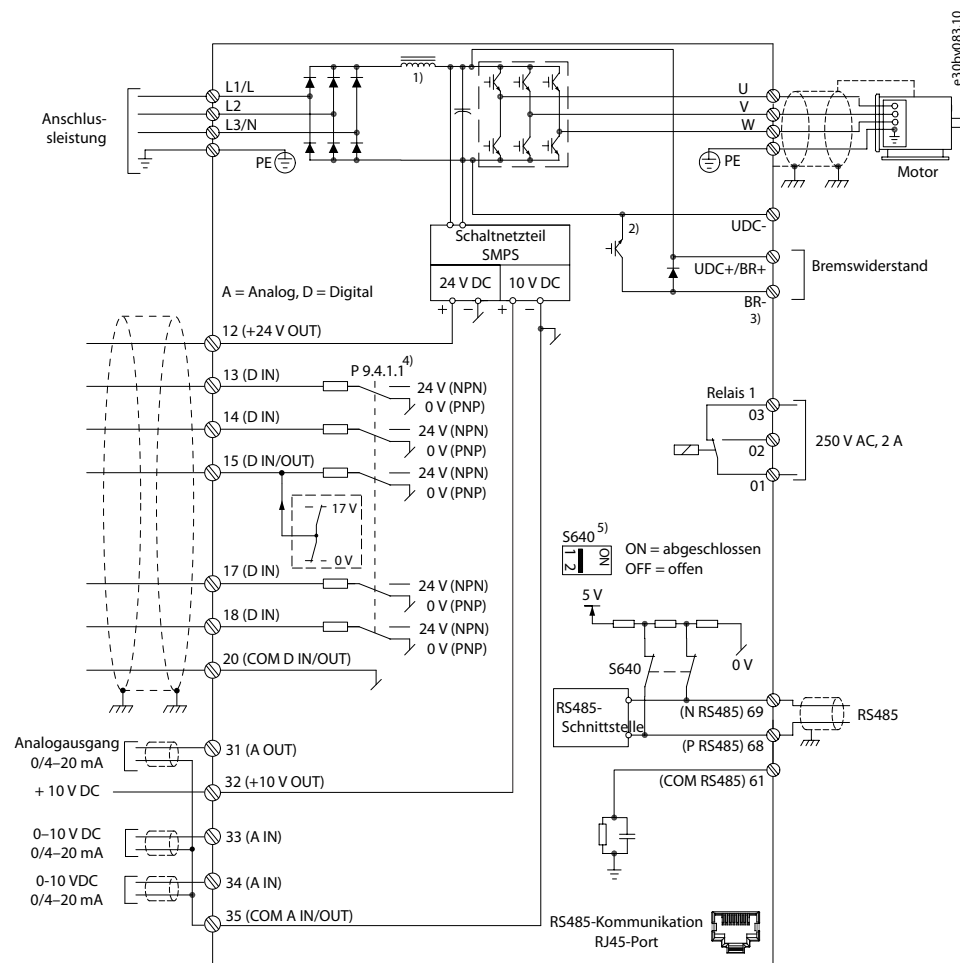 e30bv083.10
Anschlus-
leistung
L1/L
L2
L3/N
PE
1)
U
V
W
PE
Motor
UDC-
2)
UDC+/BR+
BR-
3)
Bremswiderstand
Schaltnetzteil
SMPS
24 V DC
10 V DC
+
−
+
−
A = Analog, D = Digital
12 (+24 V OUT)
13 (D IN)
P 9.4.1.1 4)
24 V (NPN)
0 V (PNP)
14 (D IN)
24 V (NPN)
0 V (PNP)
15 (D IN/OUT)
24 V (NPN)
0 V (PNP)
17 V
0 V
17 (D IN)
24 V (NPN)
0 V (PNP)
18 (D IN)
24 V (NPN)
0 V (PNP)
20 (COM D IN/OUT)
Relais 1
03
02
01
250 V AC, 2 A
S640 5)
ON
1 2
ON = abgeschlossen
OFF = offen
5 V
0 V
S640
RS485-
Schnittstelle
(N RS485) 69
(P RS485) 68
RS485
(COM RS485) 61
Analogausgang
0/4–20 mA
31 (A OUT)
+ 10 V DC
32 (+10 V OUT)
0–10 V DC
0/4–20 mA
33 (A IN)
0-10 VDC
0/4–20 mA
34 (A IN)
35 (COM A IN/OUT)
RS485-Kommunikation
RJ45-Port